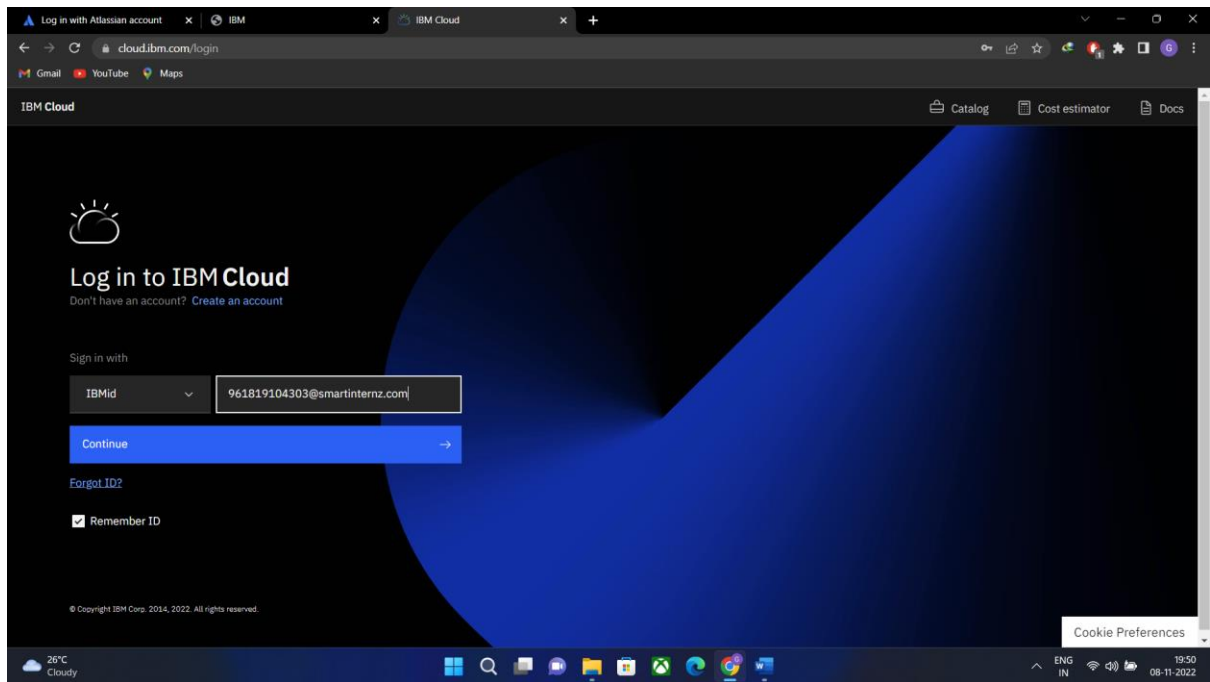 Log in with Atlassian account IBM IBM Cloud
cloud.ibm.com/login G
Gmail YouTube Maps
IBM Cloud Catalog Cost estimator Docs
Log in to IBM Cloud
Don't have an account? Create an account
Sign in with
IBMid 961819104303@smartinternz.com
Continue
Forgot ID?
Remember ID
© Copyright IBM Corp. 2014, 2022. All rights reserved.
Cookie Preferences
26°C ENG 19:50
Cloudy IN 08-11-2022